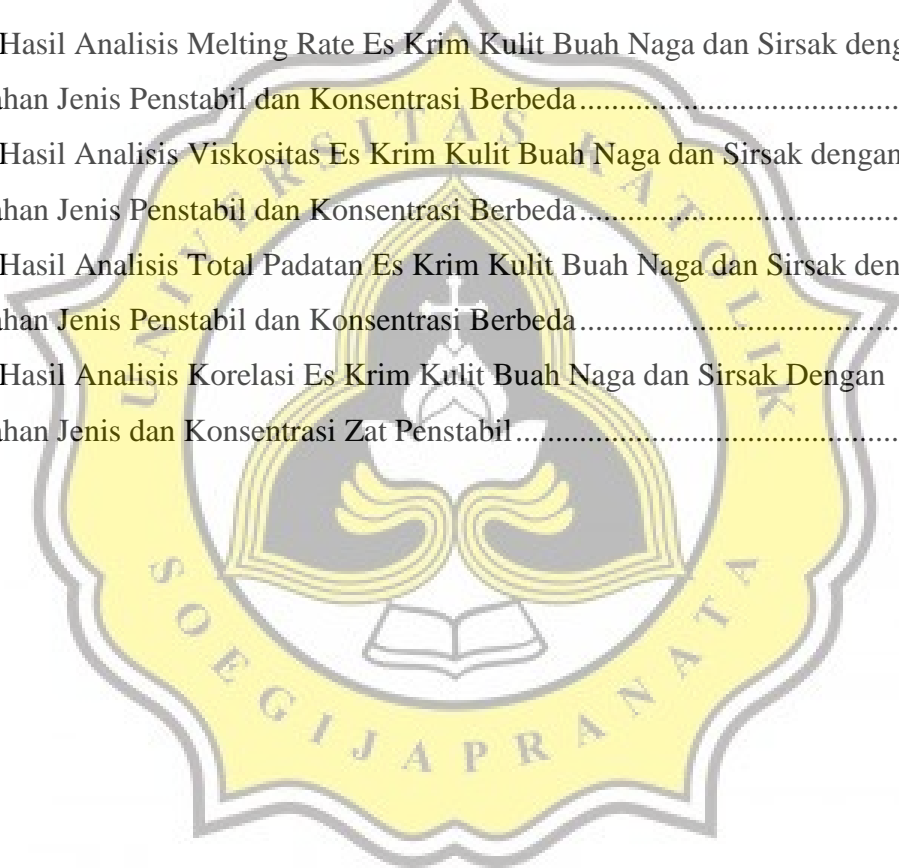 Hasil Analisis Melting Rate Es Krim Kulit Buah Naga dan Sirsak deng
ahan Jenis Penstabil dan Konsentrasi Berbeda........................................
Hasil Analisis Viskositas Es Krim Kulit Buah Naga dan Sirsak dengan
ahan Jenis Penstabil dan Konsentrasi Berbeda........................................
Hasil Analisis Total Padatan Es Krim Kulit Buah Naga dan Sirsak den
ahan Jenis Penstabil dan Konsentrasi Berbeda........................................
Hasil Analisis Korelasi Es Krim Kulit Buah Naga dan Sirsak Dengan
ahan Jenis dan Konsentrasi Zat Penstabil................................................
UNIVERSITAS KATOLIK
SOEGIJAPRANATA